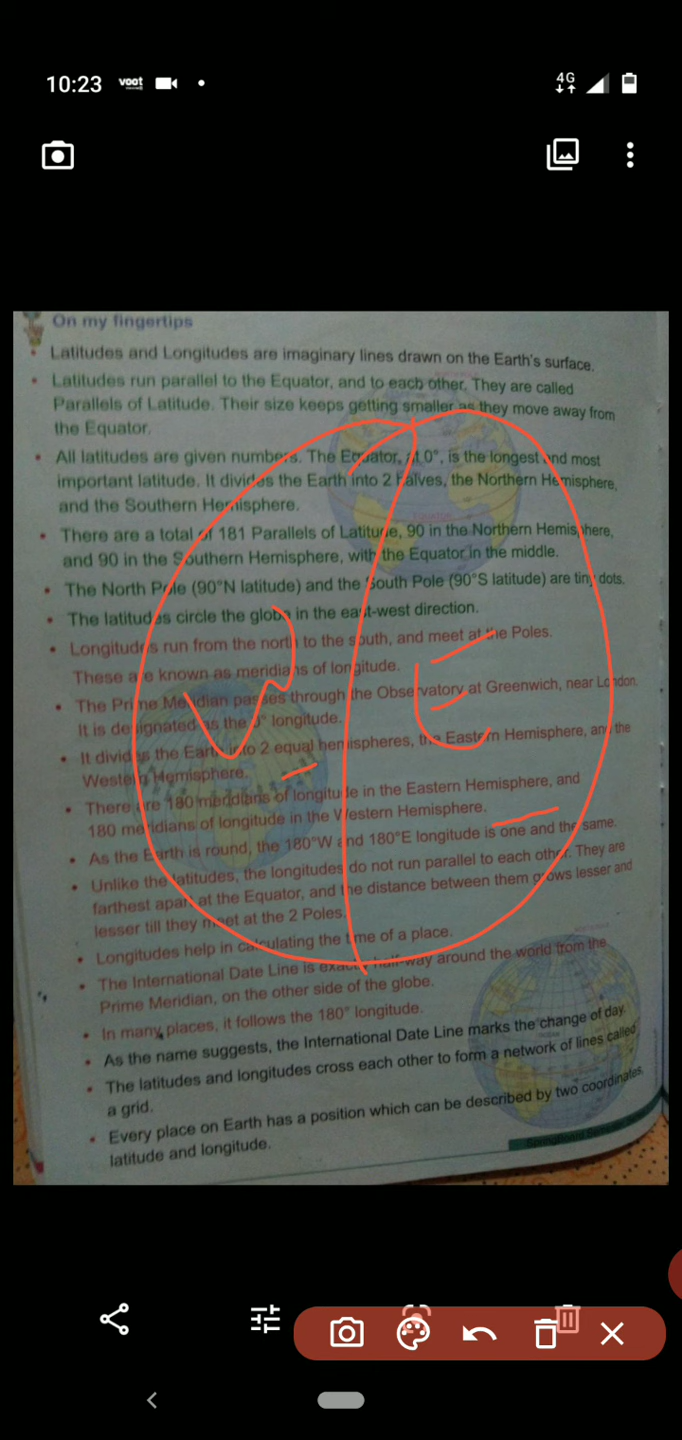 10:23 voot 4G
On my fingertips
• Latitudes and Longitudes are imaginary lines drawn on the Earth's surface.
• Latitudes run parallel to the Equator, and to each other. They are called
Parallels of Latitude. Their size keeps getting smaller as they move away from
the Equator.
• All latitudes are given numbers. The Equator, at 0°, is the longest and most
important latitude. It divides the Earth into 2 halves, the Northern Hemisphere,
and the Southern Hemisphere.
• There are a total of 181 Parallels of Latitude, 90 in the Northern Hemisphere,
and 90 in the Southern Hemisphere, with the Equator in the middle.
• The North Pole (90°N latitude) and the South Pole (90°S latitude) are tiny dots.
• The latitudes circle the globe in the east-west direction.
• Longitudes run from the north to the south, and meet at the Poles.
These are known as meridians of longitude.
• The Prime Meridian passes through the Observatory at Greenwich, near London.
It is designated as the 0° longitude.
• It divides the Earth into 2 equal hemispheres, the Eastern Hemisphere, and the
Western Hemisphere.
• There are 180 meridians of longitude in the Eastern Hemisphere, and
180 meridians of longitude in the Western Hemisphere.
• As the Earth is round, the 180°W and 180°E longitude is one and the same.
• Unlike the latitudes, the longitudes do not run parallel to each other. They are
farthest apart at the Equator, and the distance between them grows lesser and
lesser till they meet at the 2 Poles.
• Longitudes help in calculating the time of a place.
• The International Date Line is exactly half-way around the world from the
Prime Meridian, on the other side of the globe.
• In many places, it follows the 180° longitude.
• As the name suggests, the International Date Line marks the change of day.
• The latitudes and longitudes cross each other to form a network of lines called
a grid.
• Every place on Earth has a position which can be described by two coordinates,
latitude and longitude.
W E
EQUATOR